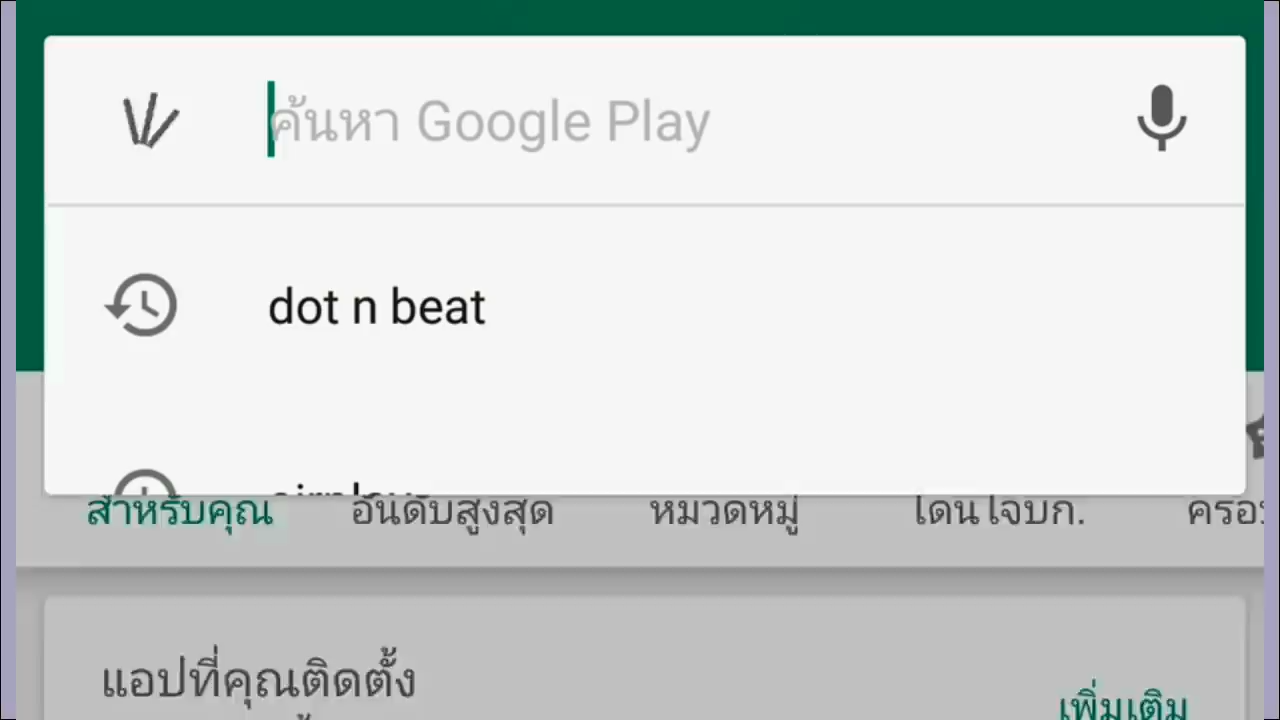 ค้นหา Google Play
dot n beat
สำหรับคุณ อันดับสูงสุด หมวดหมู่ โดนใจบก.
แอปที่คุณติดตั้ง
เพิ่มเติม